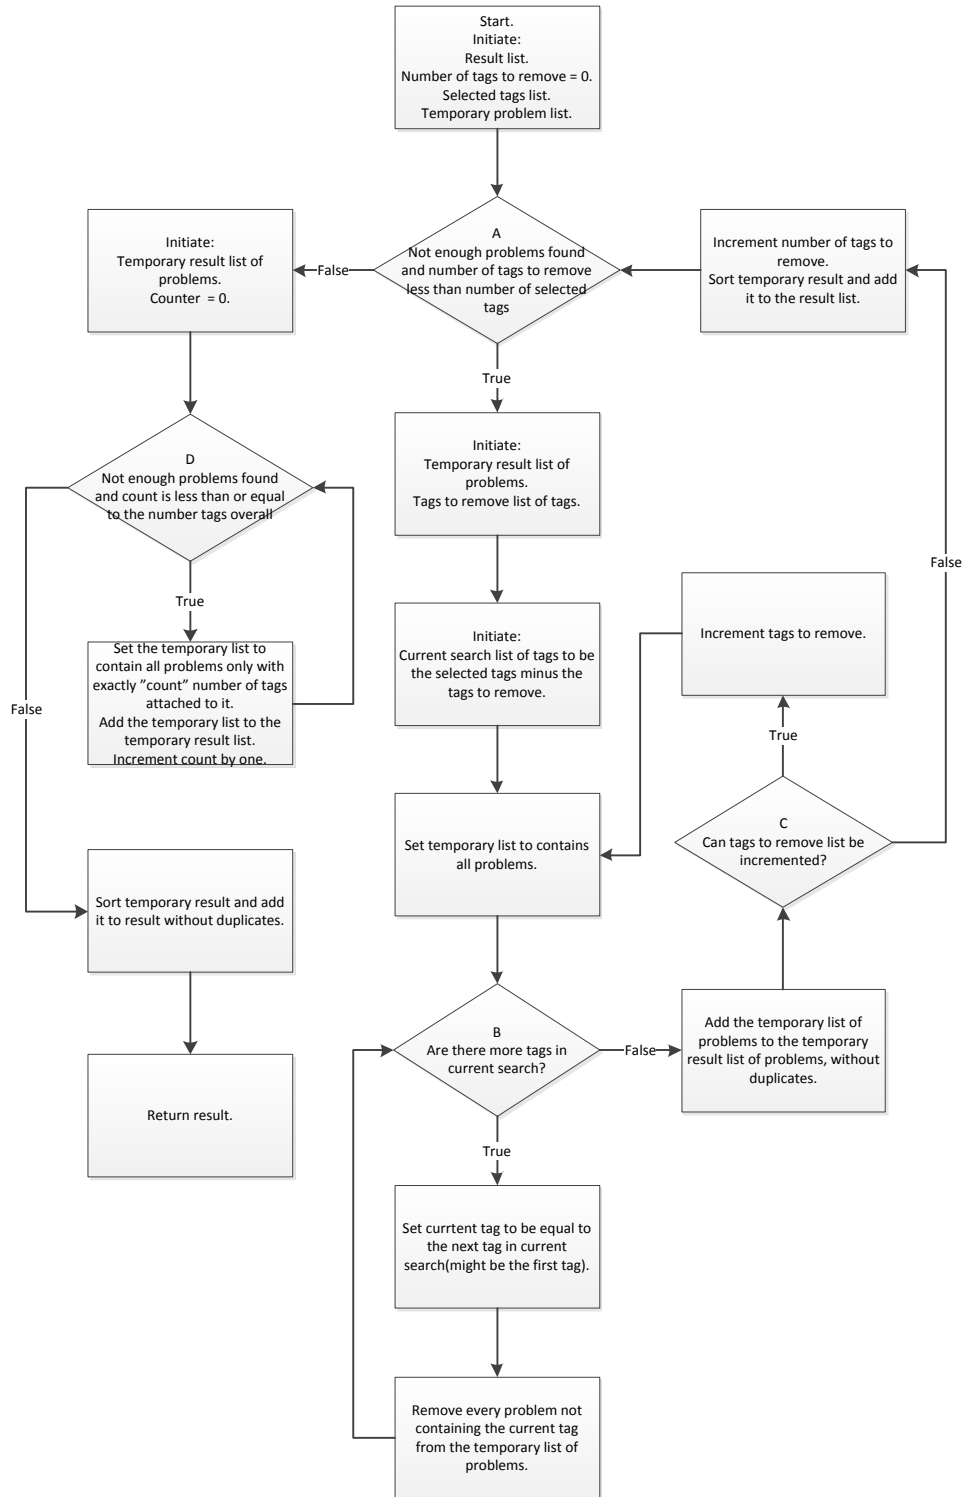 Start.
Initiate:
Result list.
Number of tags to remove = 0.
Selected tags list.
Temporary problem list.
A
Not enough problems found
and number of tags to remove
less than number of selected
tags
False
True
Increment number of tags to
remove.
Sort temporary result and add
it to the result list.
Initiate:
Temporary result list of
problems.
Counter  = 0.
D
Not enough problems found
and count is less than or equal
to the number tags overall
True
False
Set the temporary list to
contain all problems only with
exactly ”count” number of tags
attached to it.
Add the temporary list to the
temporary result list.
Increment count by one.
Sort temporary result and add
it to result without duplicates.
Return result.
Initiate:
Temporary result list of
problems.
Tags to remove list of tags.
Initiate:
Current search list of tags to be
the selected tags minus the
tags to remove.
Set temporary list to contains
all problems.
B
Are there more tags in
current search?
False
True
Set currtent tag to be equal to
the next tag in current
search(might be the first tag).
Remove every problem not
containing the current tag
from the temporary list of
problems.
Add the temporary list of
problems to the temporary
result list of problems, without
duplicates.
C
Can tags to remove list be
incremented?
True
False
Increment tags to remove.